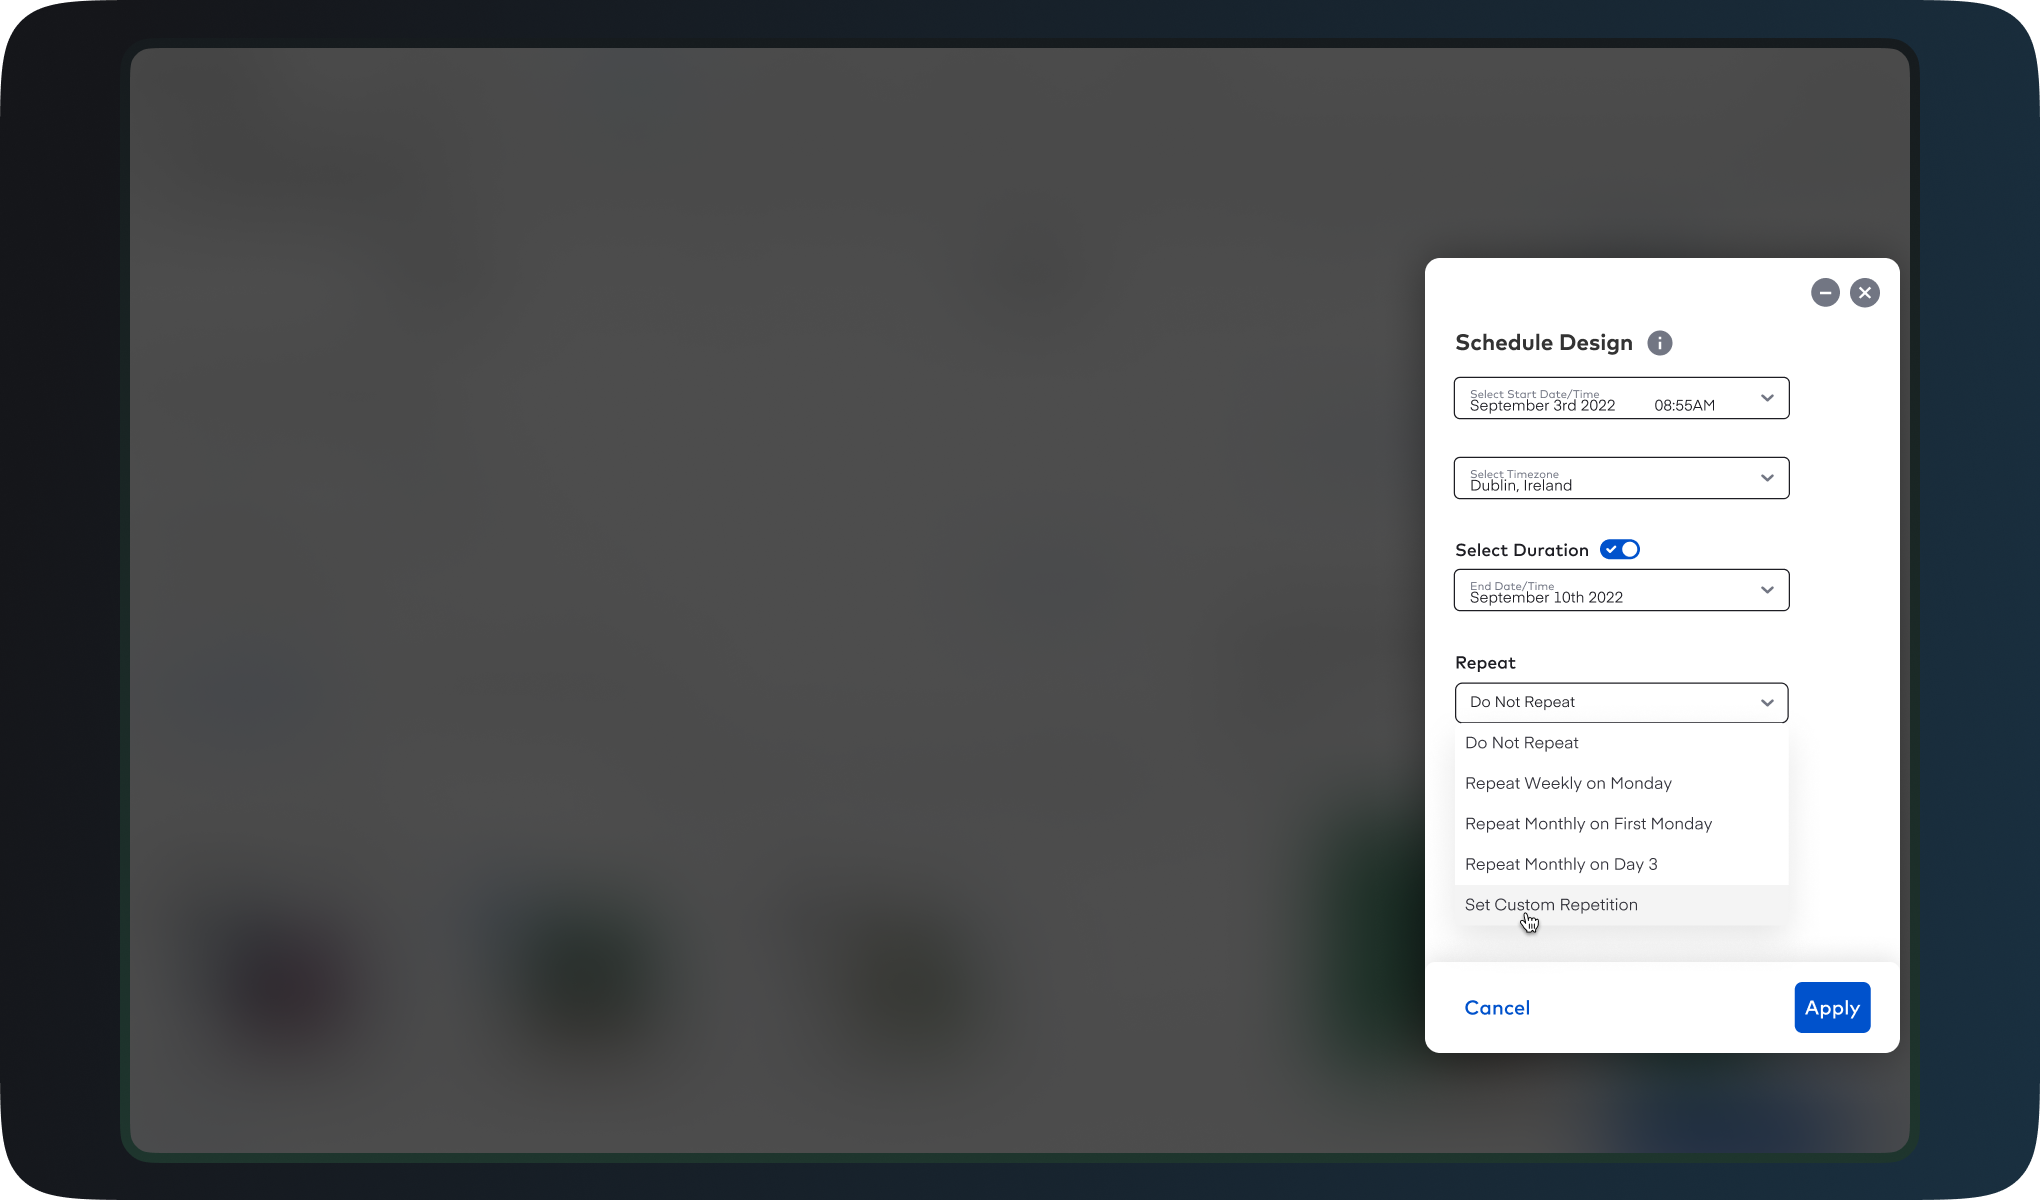 Schedule Design
Select Start Date/Time
September 3rd 2022 08:55AM
Select Timezone
Dublin, Ireland
Select Duration
End Date/Time
September 10th 2022
Repeat
Do Not Repeat
Do Not Repeat
Repeat Weekly on Monday
Repeat Monthly on First Monday
Repeat Monthly on Day 3
Set Custom Repetition
Cancel Apply